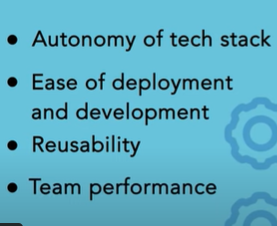 • Autonomy of tech stack
• Ease of deployment
and development
• Reusability
• Team performance